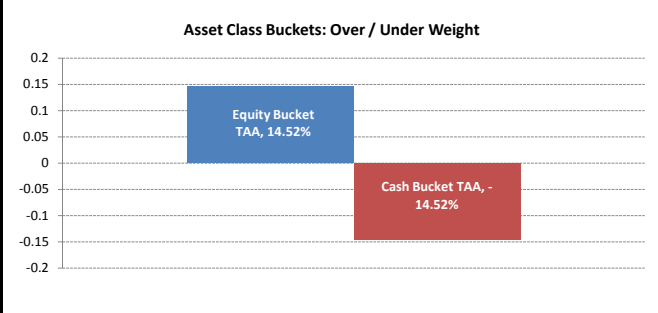 Asset Class Buckets: Over / Under Weight
0.2
0.15
0.1
0.05
0
-0.05
-0.1
-0.15
-0.2
Equity Bucket
TAA, 14.52%
Cash Bucket TAA, -
14.52%